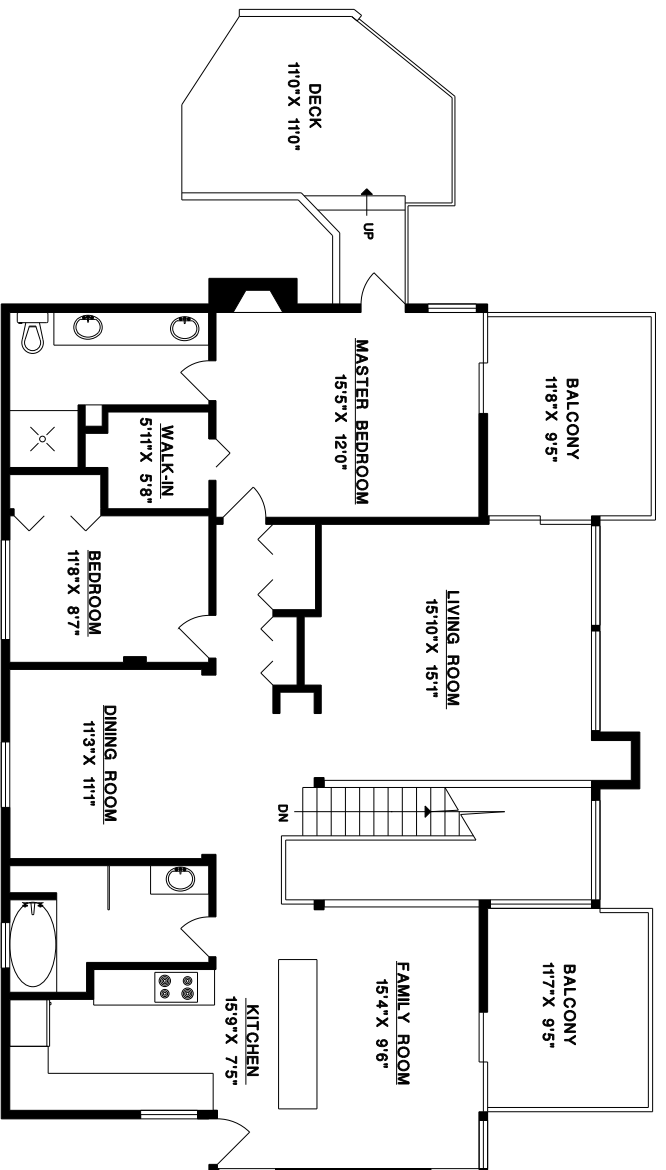 DECK
11'0"X 11'0"
UP
MASTER BEDROOM
15'5"X 12'0"
BALCONY
11'8"X 9'5"
WALK-IN
5'11"X 5'8"
BEDROOM
11'8"X 8'7"
LIVING ROOM
15'10"X 15'1"
DINING ROOM
11'3"X 11'1"
DN
BALCONY
11'7"X 9'5"
FAMILY ROOM
15'4"X 9'6"
KITCHEN
15'9"X 7'5"